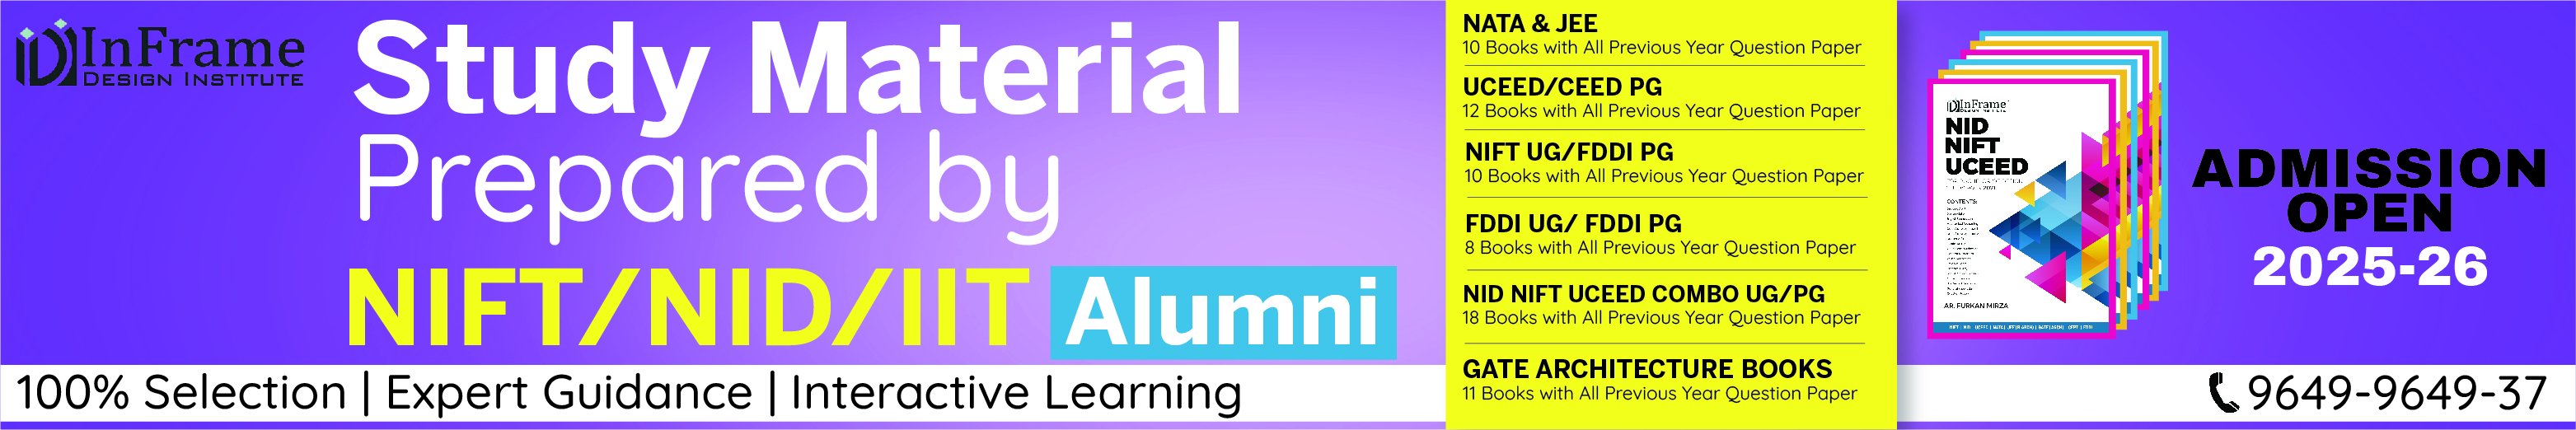 InFrame
DESIGN INSTITUTE
Study Material
Prepared by
NIFT/NID/IIT Alumni
100% Selection | Expert Guidance | Interactive Learning
NATA & JEE
10 Books with All Previous Year Question Paper
UCEED/CEED PG
12 Books with All Previous Year Question Paper
NIFT UG/FDDI PG
10 Books with All Previous Year Question Paper
FDDI UG/ FDDI PG
8 Books with All Previous Year Question Paper
NID NIFT UCEED COMBO UG/PG
18 Books with All Previous Year Question Paper
GATE ARCHITECTURE BOOKS
11 Books with All Previous Year Question Paper
InFrame
DESIGN INSTITUTE
NID
NIFT
UCEED
CONTENTS:
AR. FURKAN MIRZA
ADMISSION
OPEN
2025-26
9649-9649-37